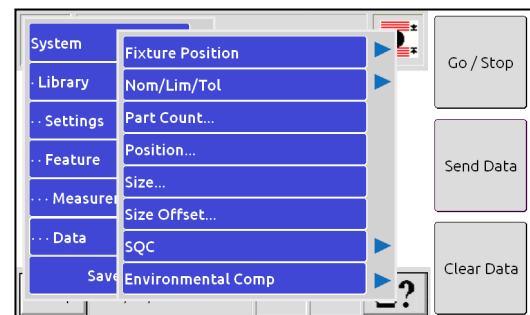 System
· Library
·· Settings
·· Feature
··· Measurer
··· Data
Save
Fixture Position
Nom/Lim/Tol
Part Count...
Position...
Size...
Size Offset...
SQC
Environmental Comp
Go / Stop
Send Data
Clear Data
?